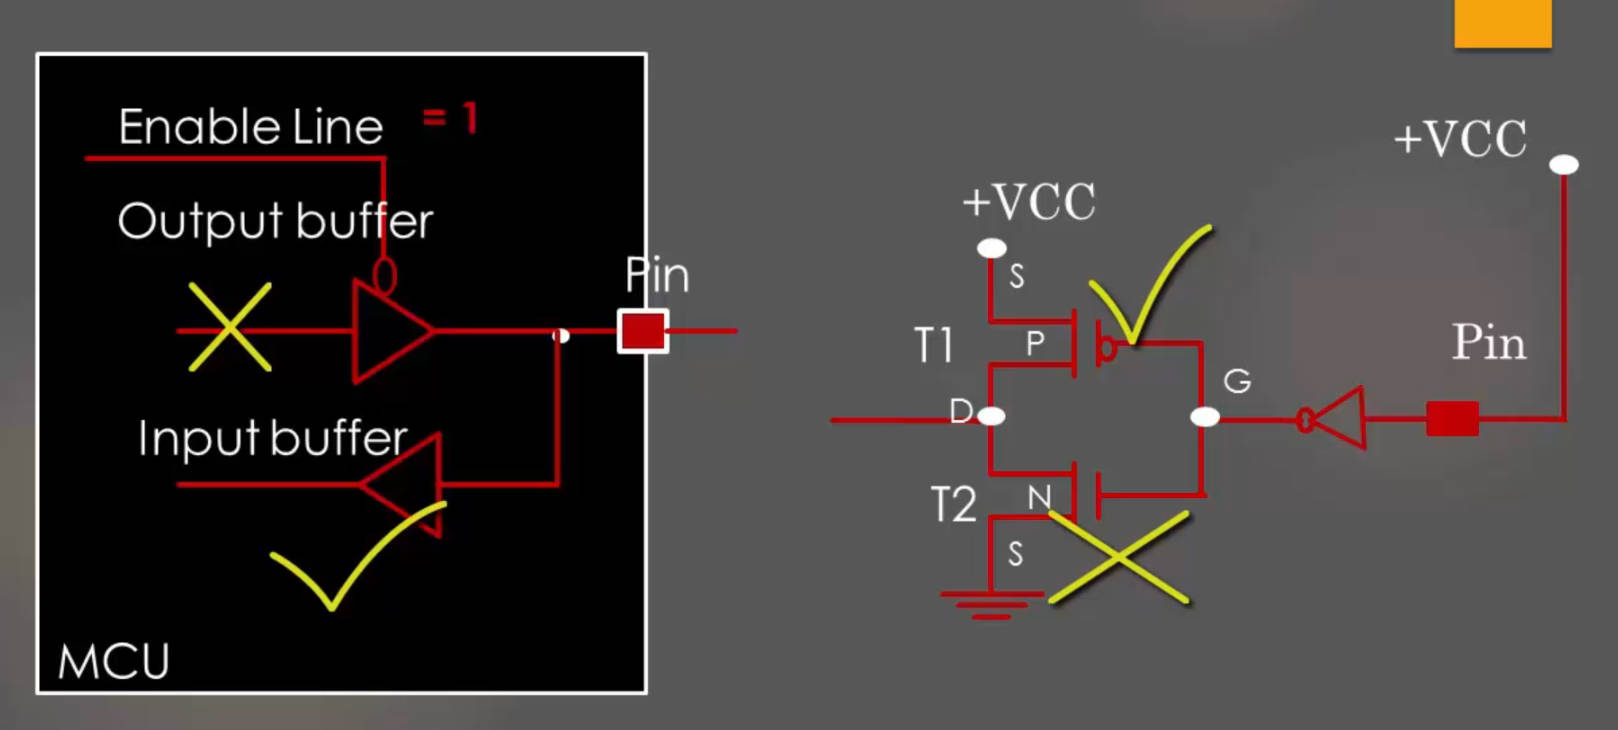 Enable Line = 1
Output buffer
Pin
Input buffer
MCU
+VCC
S
T1
P
D
G
T2
N
S
+VCC
Pin